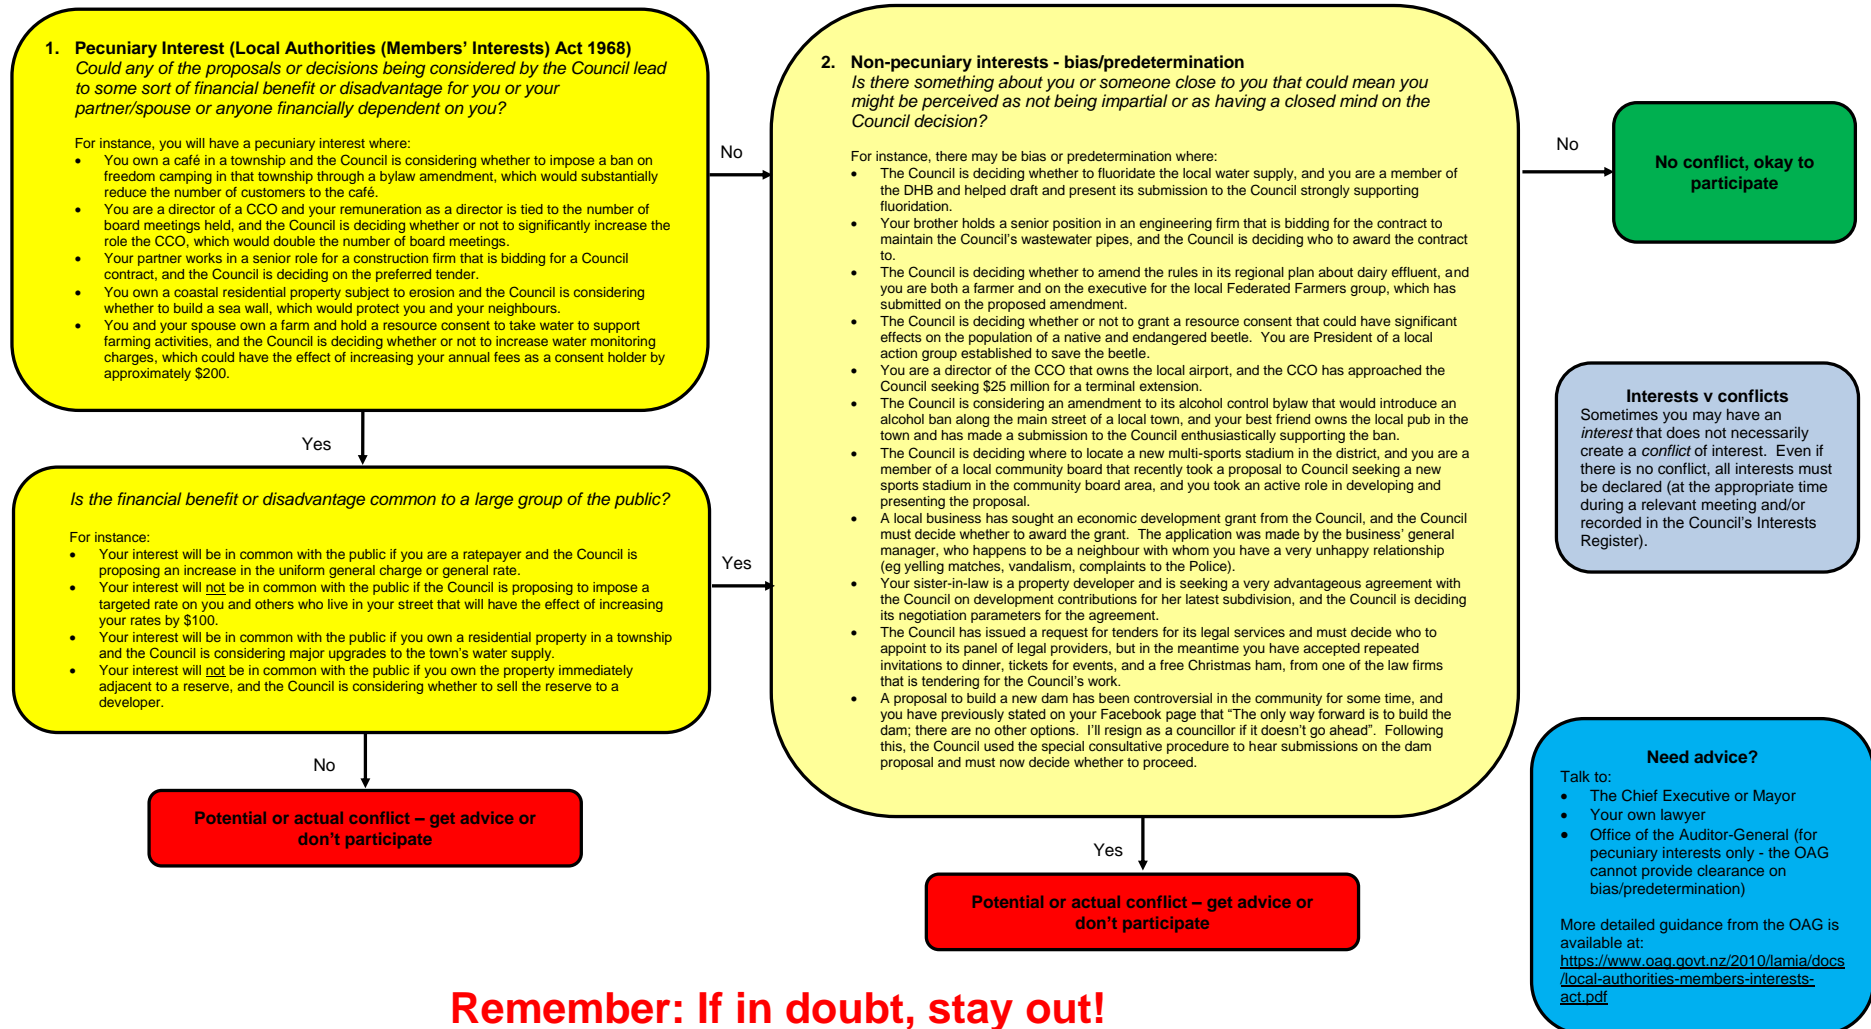 1. Pecuniary Interest (Local Authorities (Members' Interests) Act 1968)
Could any of the proposals or decisions being considered by the Council lead
to some sort of financial benefit or disadvantage for you or your
partner/spouse or anyone financially dependent on you?
For instance, you will have a pecuniary interest where:
• You own a café in a township and the Council is considering whether to impose a ban on
freedom camping in that township through a bylaw amendment, which would substantially
reduce the number of customers to the café.
• You are a director of a CCO and your remuneration as a director is tied to the number of
board meetings held, and the Council is deciding whether or not to significantly increase the
role the CCO, which would double the number of board meetings.
• Your partner works in a senior role for a construction firm that is bidding for a Council
contract, and the Council is deciding on the preferred tender.
• You own a coastal residential property subject to erosion and the Council is considering
whether to build a sea wall, which would protect you and your neighbours.
• You and your spouse own a farm and hold a resource consent to take water to support
farming activities, and the Council is deciding whether or not to increase water monitoring
charges, which could have the effect of increasing your annual fees as a consent holder by
approximately $200.
Yes
Is the financial benefit or disadvantage common to a large group of the public?
For instance:
• Your interest will be in common with the public if you are a ratepayer and the Council is
proposing an increase in the uniform general charge or general rate.
• Your interest will not be in common with the public if the Council is proposing to impose a
targeted rate on you and others who live in your street that will have the effect of increasing
your rates by $100.
• Your interest will be in common with the public if you own a residential property in a township
and the Council is considering major upgrades to the town's water supply.
• Your interest will not be in common with the public if you own the property immediately
adjacent to a reserve, and the Council is considering whether to sell the reserve to a
developer.
No
Potential or actual conflict – get advice or
don't participate
No
Yes
2. Non-pecuniary interests - bias/predetermination
Is there something about you or someone close to you that could mean you
might be perceived as not being impartial or as having a closed mind on the
Council decision?
For instance, there may be bias or predetermination where:
• The Council is deciding whether to fluoridate the local water supply, and you are a member of
the DHB and helped draft and present its submission to the Council strongly supporting
fluoridation.
• Your brother holds a senior position in an engineering firm that is bidding for the contract to
maintain the Council's wastewater pipes, and the Council is deciding who to award the contract
to.
• The Council is deciding whether to amend the rules in its regional plan about dairy effluent, and
you are both a farmer and on the executive for the local Federated Farmers group, which has
submitted on the proposed amendment.
• The Council is deciding whether or not to grant a resource consent that could have significant
effects on the population of a native and endangered beetle. You are President of a local
action group established to save the beetle.
• You are a director of the CCO that owns the local airport, and the CCO has approached the
Council seeking $25 million for a terminal extension.
• The Council is considering an amendment to its alcohol control bylaw that would introduce an
alcohol ban along the main street of a local town, and your best friend owns the local pub in the
town and has made a submission to the Council enthusiastically supporting the ban.
• The Council is deciding where to locate a new multi-sports stadium in the district, and you are a
member of a local community board that recently took a proposal to Council seeking a new
sports stadium in the community board area, and you took an active role in developing and
presenting the proposal.
• A local business has sought an economic development grant from the Council, and the Council
must decide whether to award the grant. The application was made by the business' general
manager, who happens to be a neighbour with whom you have a very unhappy relationship
(eg yelling matches, vandalism, complaints to the Police).
• Your sister-in-law is a property developer and is seeking a very advantageous agreement with
the Council on development contributions for her latest subdivision, and the Council is deciding
its negotiation parameters for the agreement.
• The Council has issued a request for tenders for its legal services and must decide who to
appoint to its panel of legal providers, but in the meantime you have accepted repeated
invitations to dinner, tickets for events, and a free Christmas ham, from one of the law firms
that is tendering for the Council's work.
• A proposal to build a new dam has been controversial in the community for some time, and
you have previously stated on your Facebook page that "The only way forward is to build the
dam; there are no other options. I'll resign as a councillor if it doesn't go ahead". Following
this, the Council used the special consultative procedure to hear submissions on the dam
proposal and must now decide whether to proceed.
Yes
Potential or actual conflict – get advice or
don't participate
No
No conflict, okay to
participate
Interests v conflicts
Sometimes you may have an
interest that does not necessarily
create a conflict of interest. Even if
there is no conflict, all interests must
be declared (at the appropriate time
during a relevant meeting and/or
recorded in the Council's Interests
Register).
Need advice?
Talk to:
• The Chief Executive or Mayor
• Your own lawyer
• Office of the Auditor-General (for
pecuniary interests only - the OAG
cannot provide clearance on
bias/predetermination)
More detailed guidance from the OAG is
available at:
https://www.oag.govt.nz/2010/lamia/docs
/local-authorities-members-interests-
act.pdf
Remember: If in doubt, stay out!